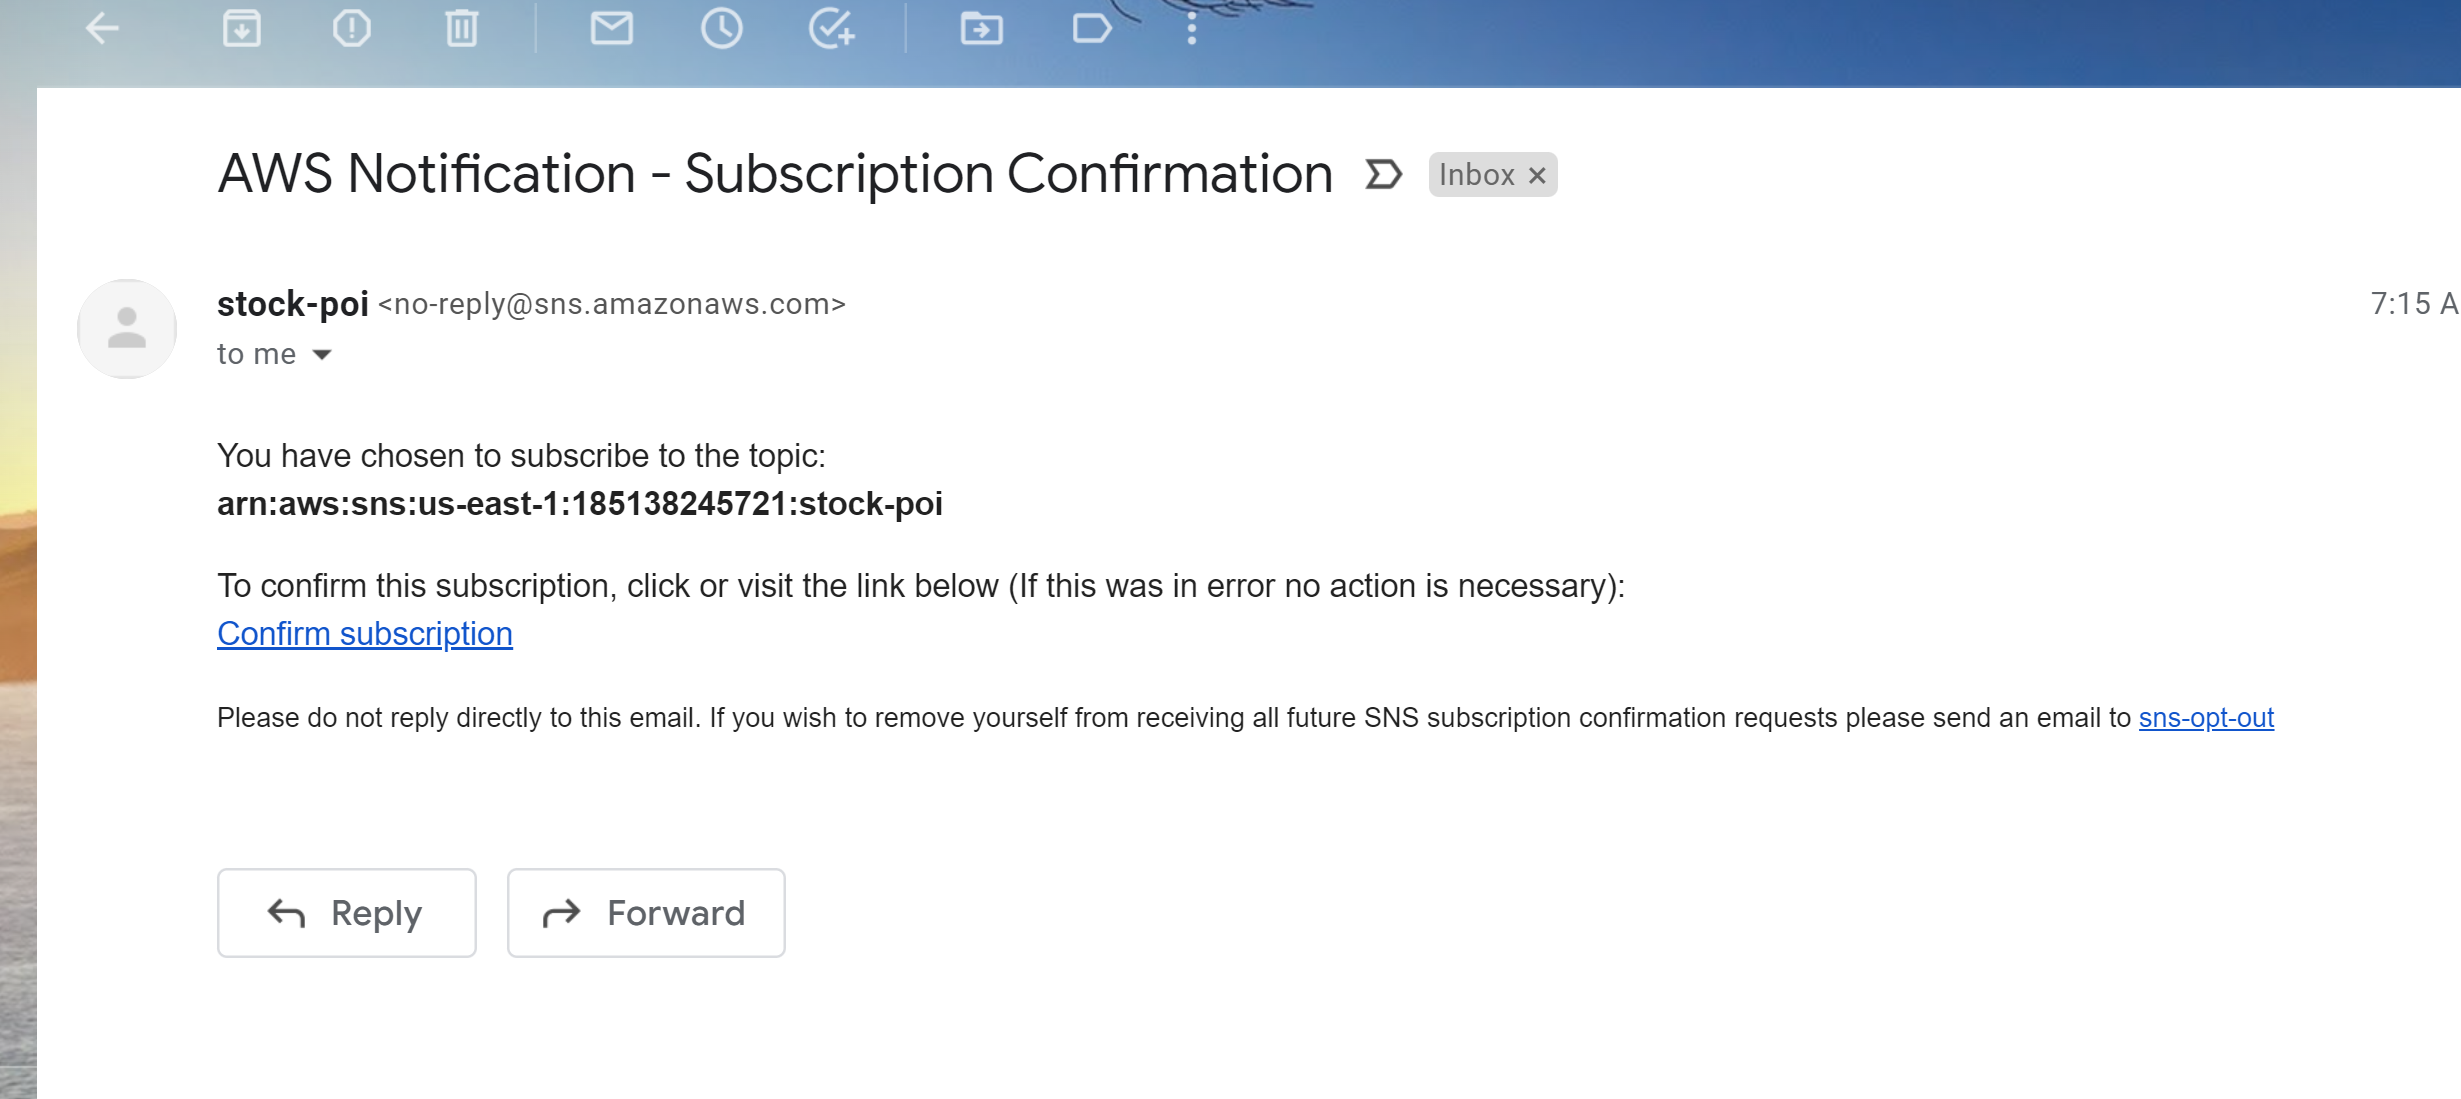 AWS Notification - Subscription Confirmation Inbox ×
stock-poi <no-reply@sns.amazonaws.com> 7:15 A
to me
You have chosen to subscribe to the topic:
arn:aws:sns:us-east-1:185138245721:stock-poi
To confirm this subscription, click or visit the link below (If this was in error no action is necessary):
Confirm subscription
Please do not reply directly to this email. If you wish to remove yourself from receiving all future SNS subscription confirmation requests please send an email to sns-opt-out
Reply Forward